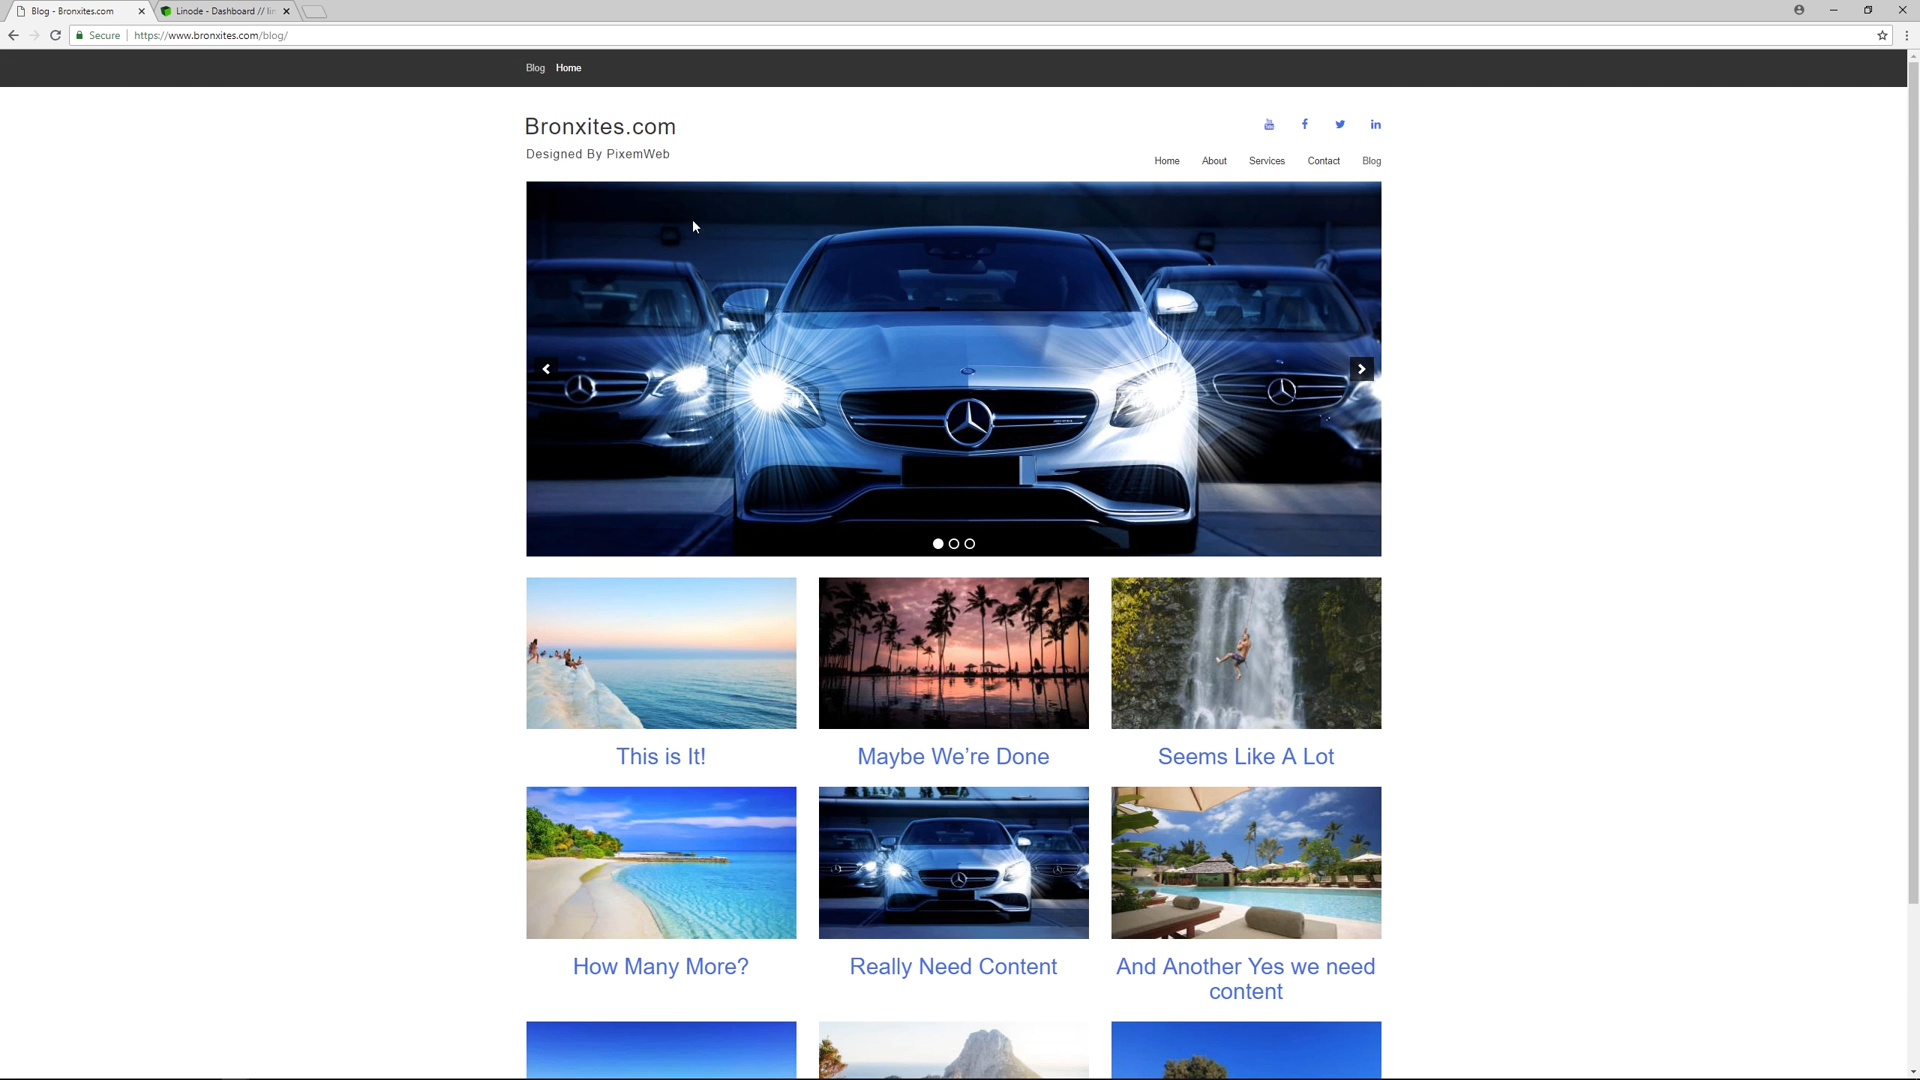 Blog - Bronxites.com
Linode - Dashboard // lin
Secure
https://www.bronxites.com/blog/
Blog Home
Bronxites.com
Designed By PixemWeb
Home About Services Contact Blog
This is It!
Maybe We’re Done
Seems Like A Lot
How Many More?
Really Need Content
And Another Yes we need
content